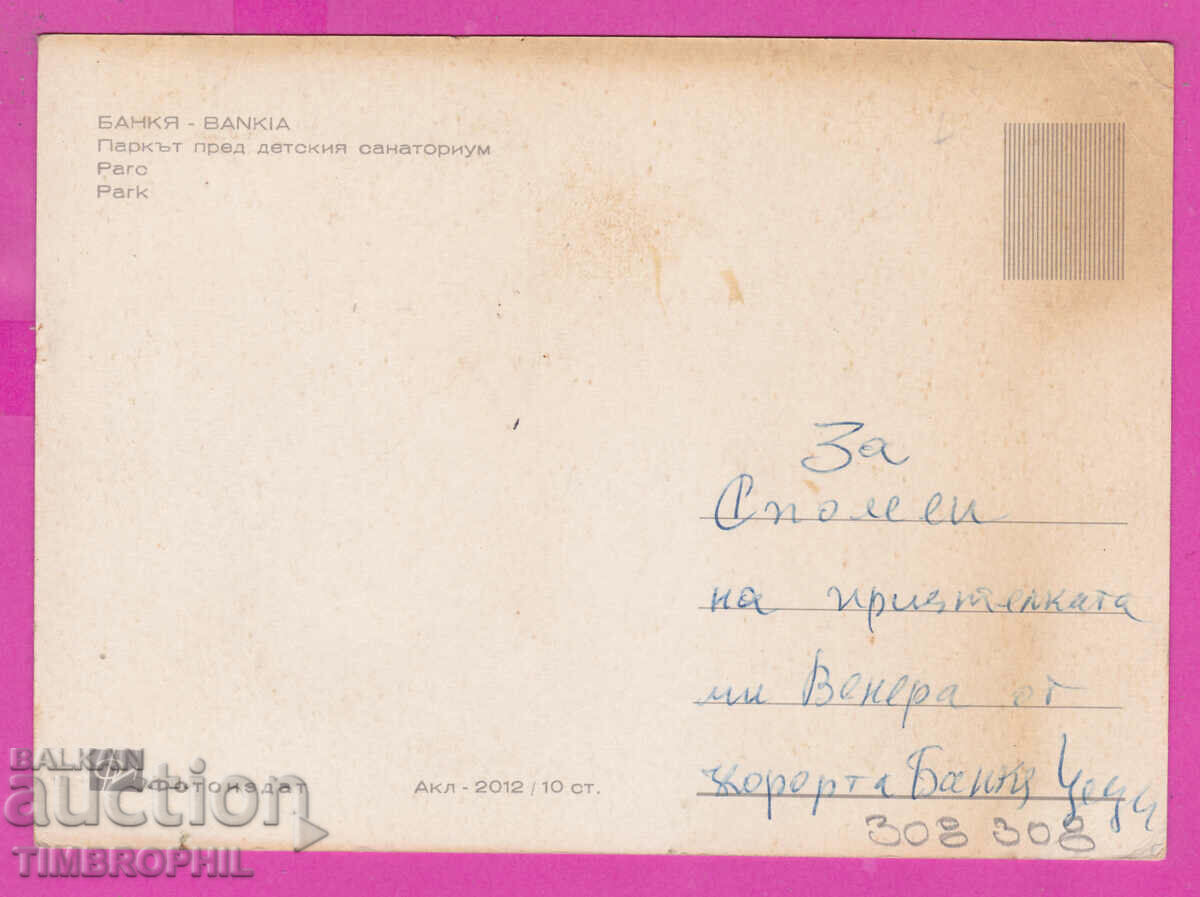 БАНКЯ - BANKIA
Паркът пред детския санаториум
Parc
Park
За
Спомен
на приятелката
ми Венера от
курорта Банкя
308 308
Фотоиздат
Акл - 2012 / 10 ст.
BALKAN
auction
TIMBROPHIL